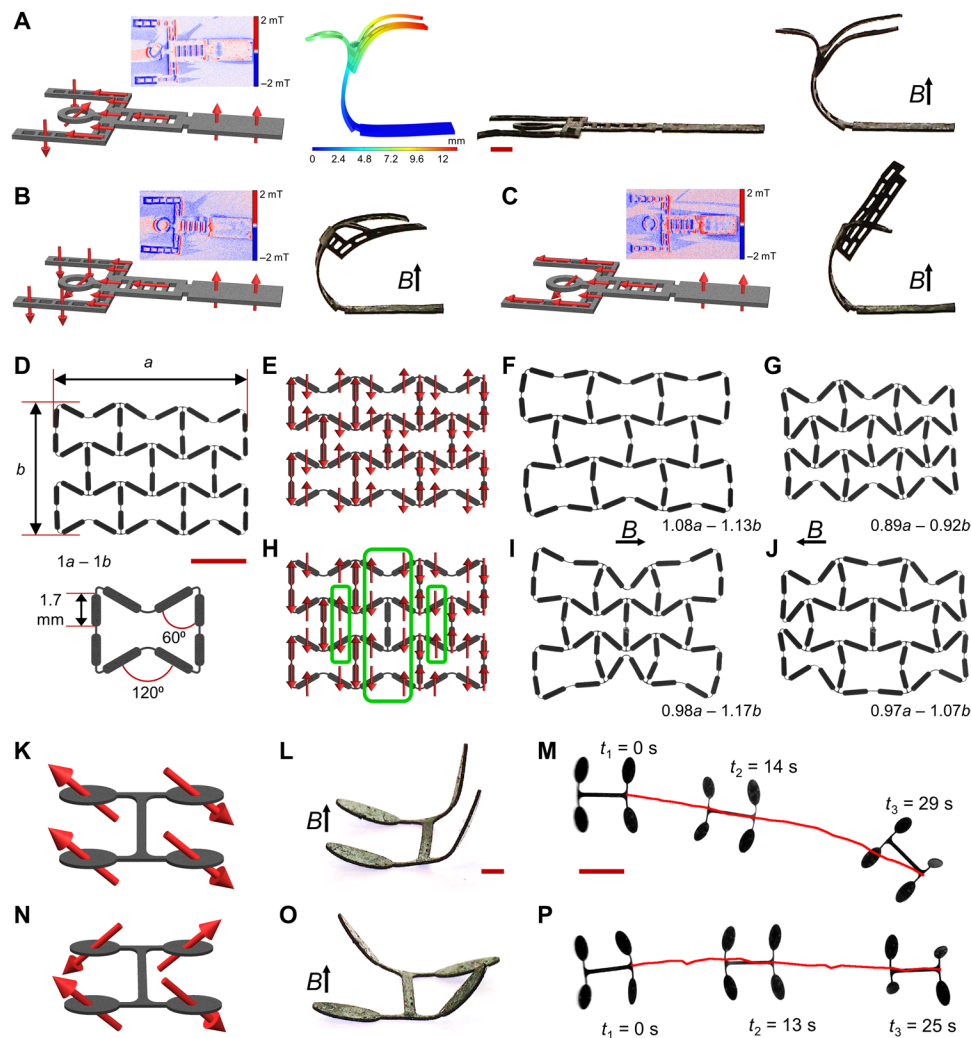 A
2 mT
−2 mT
mm
0 2.4 4.8 7.2 9.6 12
B
B
2 mT
−2 mT
B
C
2 mT
−2 mT
B
D
a
b
1a − 1b
1.7
mm
60º
120º
E
F
1.08a − 1.13b
G
0.89a − 0.92b
H
I
B
0.98a − 1.17b
J
B
0.97a − 1.07b
K
L
B
M
t1 = 0 s
t2 = 14 s
t3 = 29 s
N
O
B
P
t1 = 0 s
t2 = 13 s
t3 = 25 s